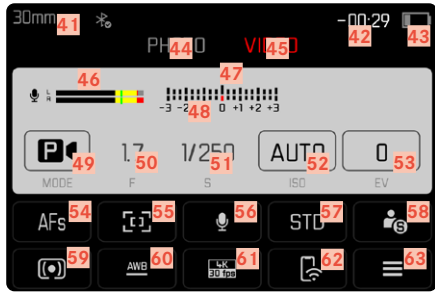 30mm 41 -00:29
42 43
PHOTO 44 VIDEO 45
46 47
L
R
48
-3 -2 0 +1 +2 +3
P 49 1.7 50 1/250 51 AUTO 52 0 53
MODE F S ISO EV
AFs 54 55 56 STD 57 S 58
59 AWB 60 4K 61 62 63
30 fps